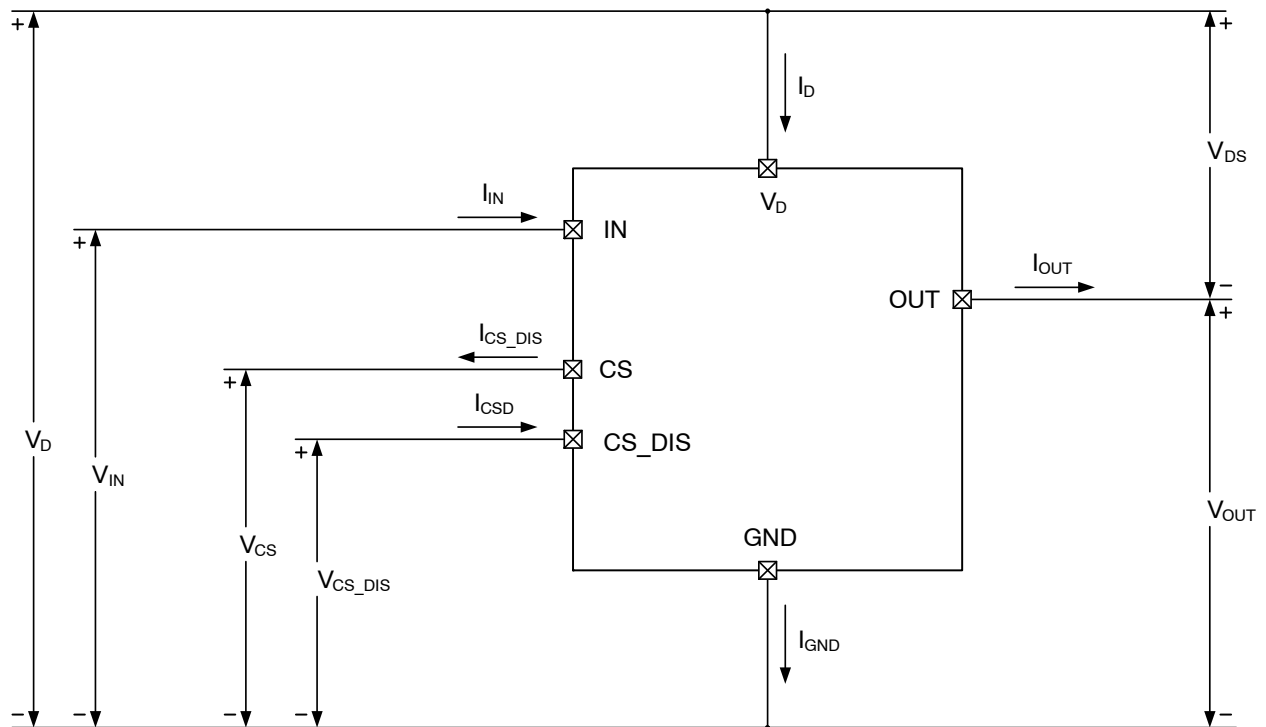 +
+
I_D
V_DS
V_D
I_IN
IN
+
I_OUT
OUT
−
+
I_CS_DIS
CS
+
I_CSD
CS_DIS
+
V_D
V_IN
V_OUT
GND
V_CS
V_CS_DIS
I_GND
−
−
−
−
−